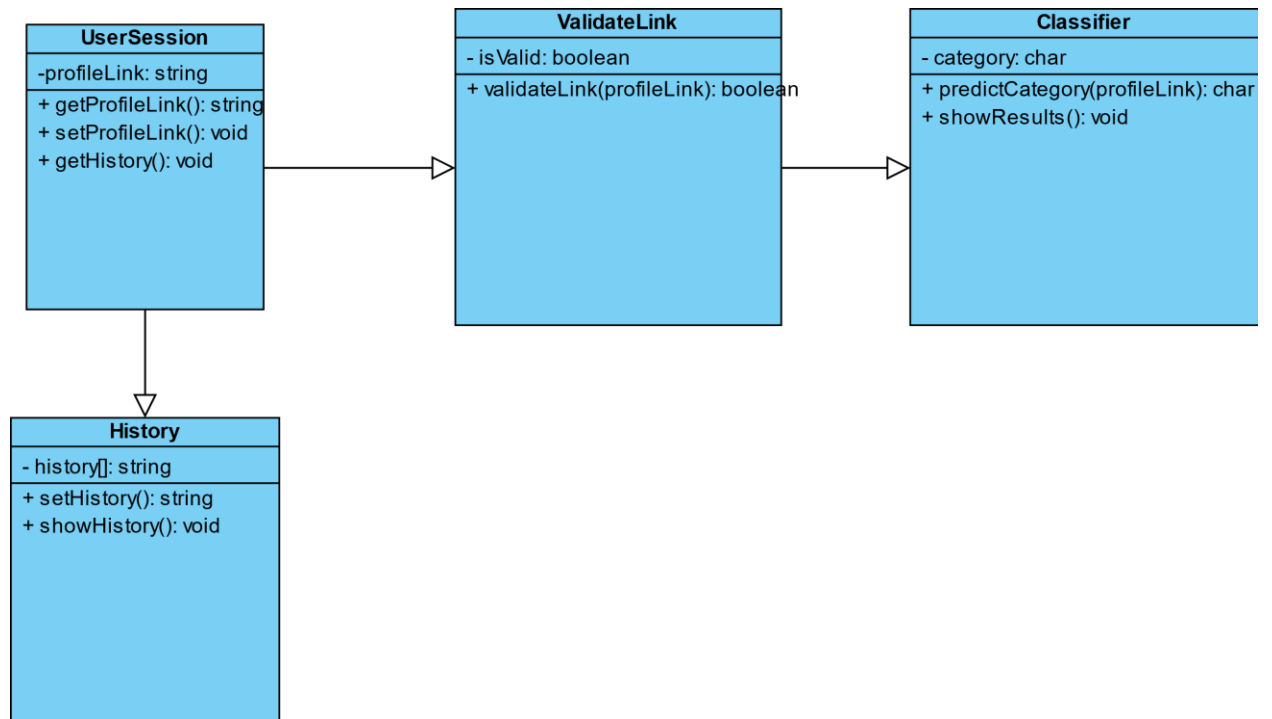 UserSession
-profileLink: string
+ getProfileLink(): string
+ setProfileLink(): void
+ getHistory(): void
ValidateLink
- isValid: boolean
+ validateLink(profileLink): boolean
Classifier
- category: char
+ predictCategory(profileLink): char
+ showResults(): void
History
- history[]: string
+ setHistory(): string
+ showHistory(): void